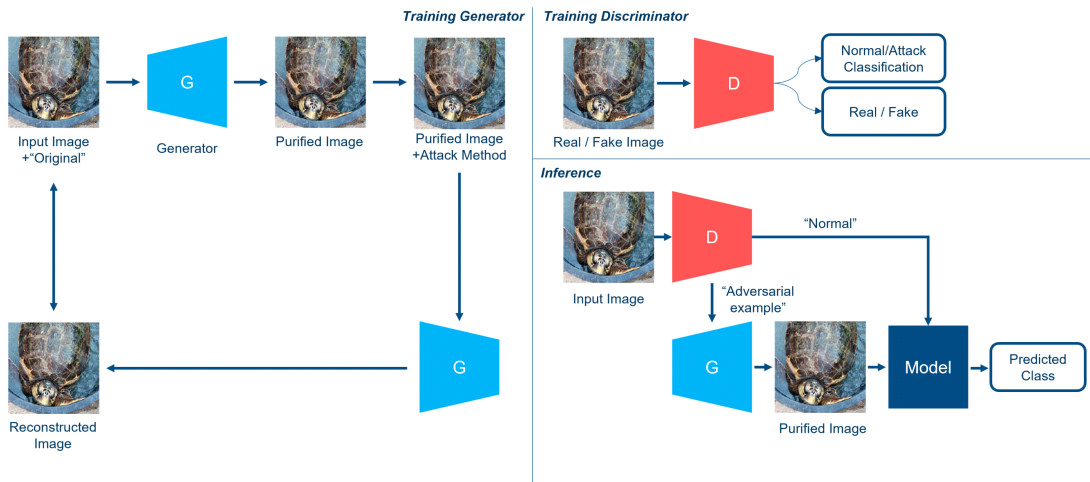 Training Generator
G
Input Image
+“Original”
Generator
Purified Image
Purified Image
+Attack Method
G
Reconstructed
Image
Training Discriminator
D
Real / Fake Image
Normal/Attack
Classification
Real / Fake
Inference
Input Image
D
“Normal”
“Adversarial
example”
G
Purified Image
Model
Predicted
Class